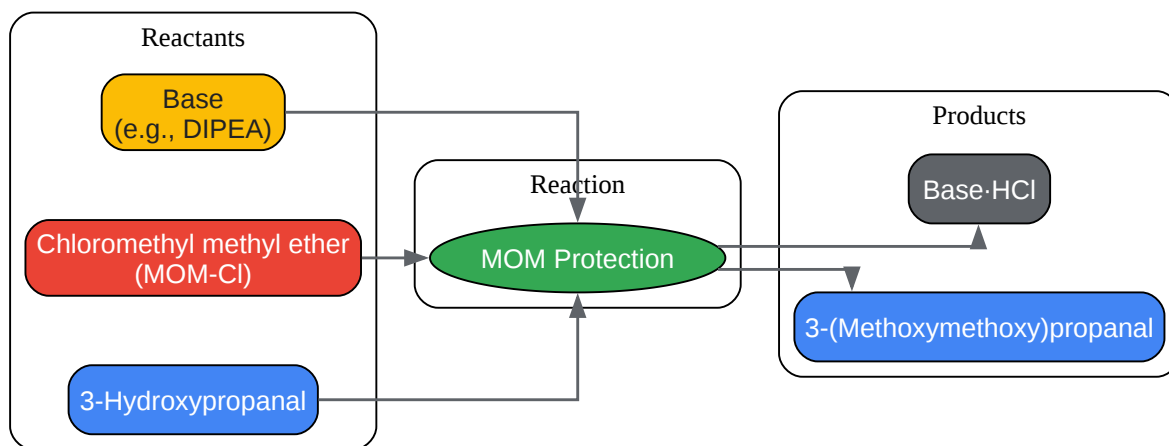 Reactants
Base
(e.g., DIPEA)
Chloromethyl methyl ether
(MOM-Cl)
3-Hydroxypropanal
Reaction
MOM Protection
Products
Base·HCl
3-(Methoxymethoxy)propanal